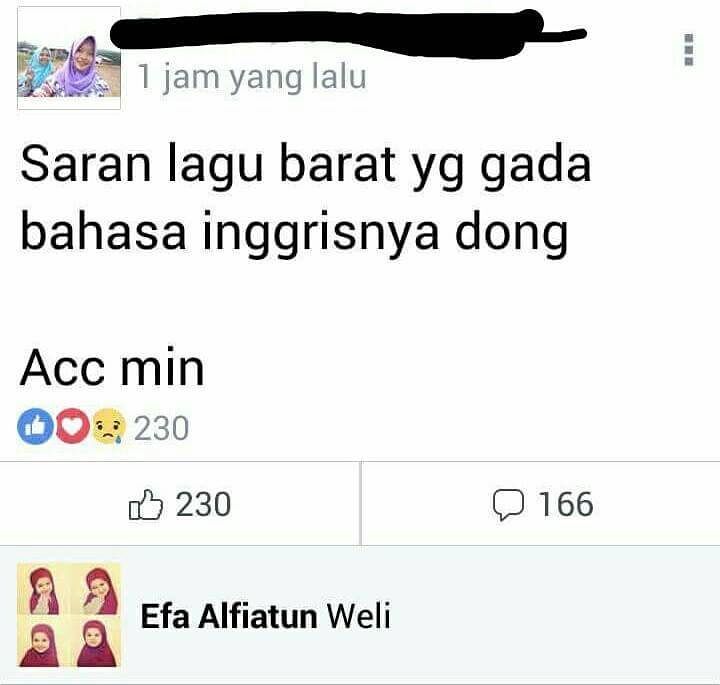 1 jam yang lalu
Saran lagu barat yg gada
bahasa inggrisnya dong
Acc min
230
230
166
Efa Alfiatun Weli